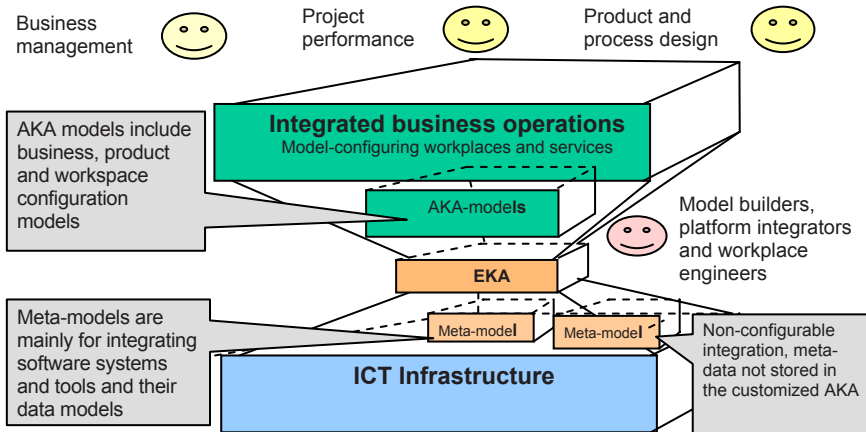 Business
management
Project
performance
Product and
process design
Integrated business operations
Model-configuring workplaces and services
AKA models include
business, product
and workspace
configuration
models
AKA-models
Model builders,
platform integrators
and workplace
engineers
EKA
Meta-models are
mainly for integrating
software systems
and tools and their
data models
Meta-model
Meta-model
Non-configurable
integration, meta-
data not stored in
the customized AKA
ICT Infrastructure